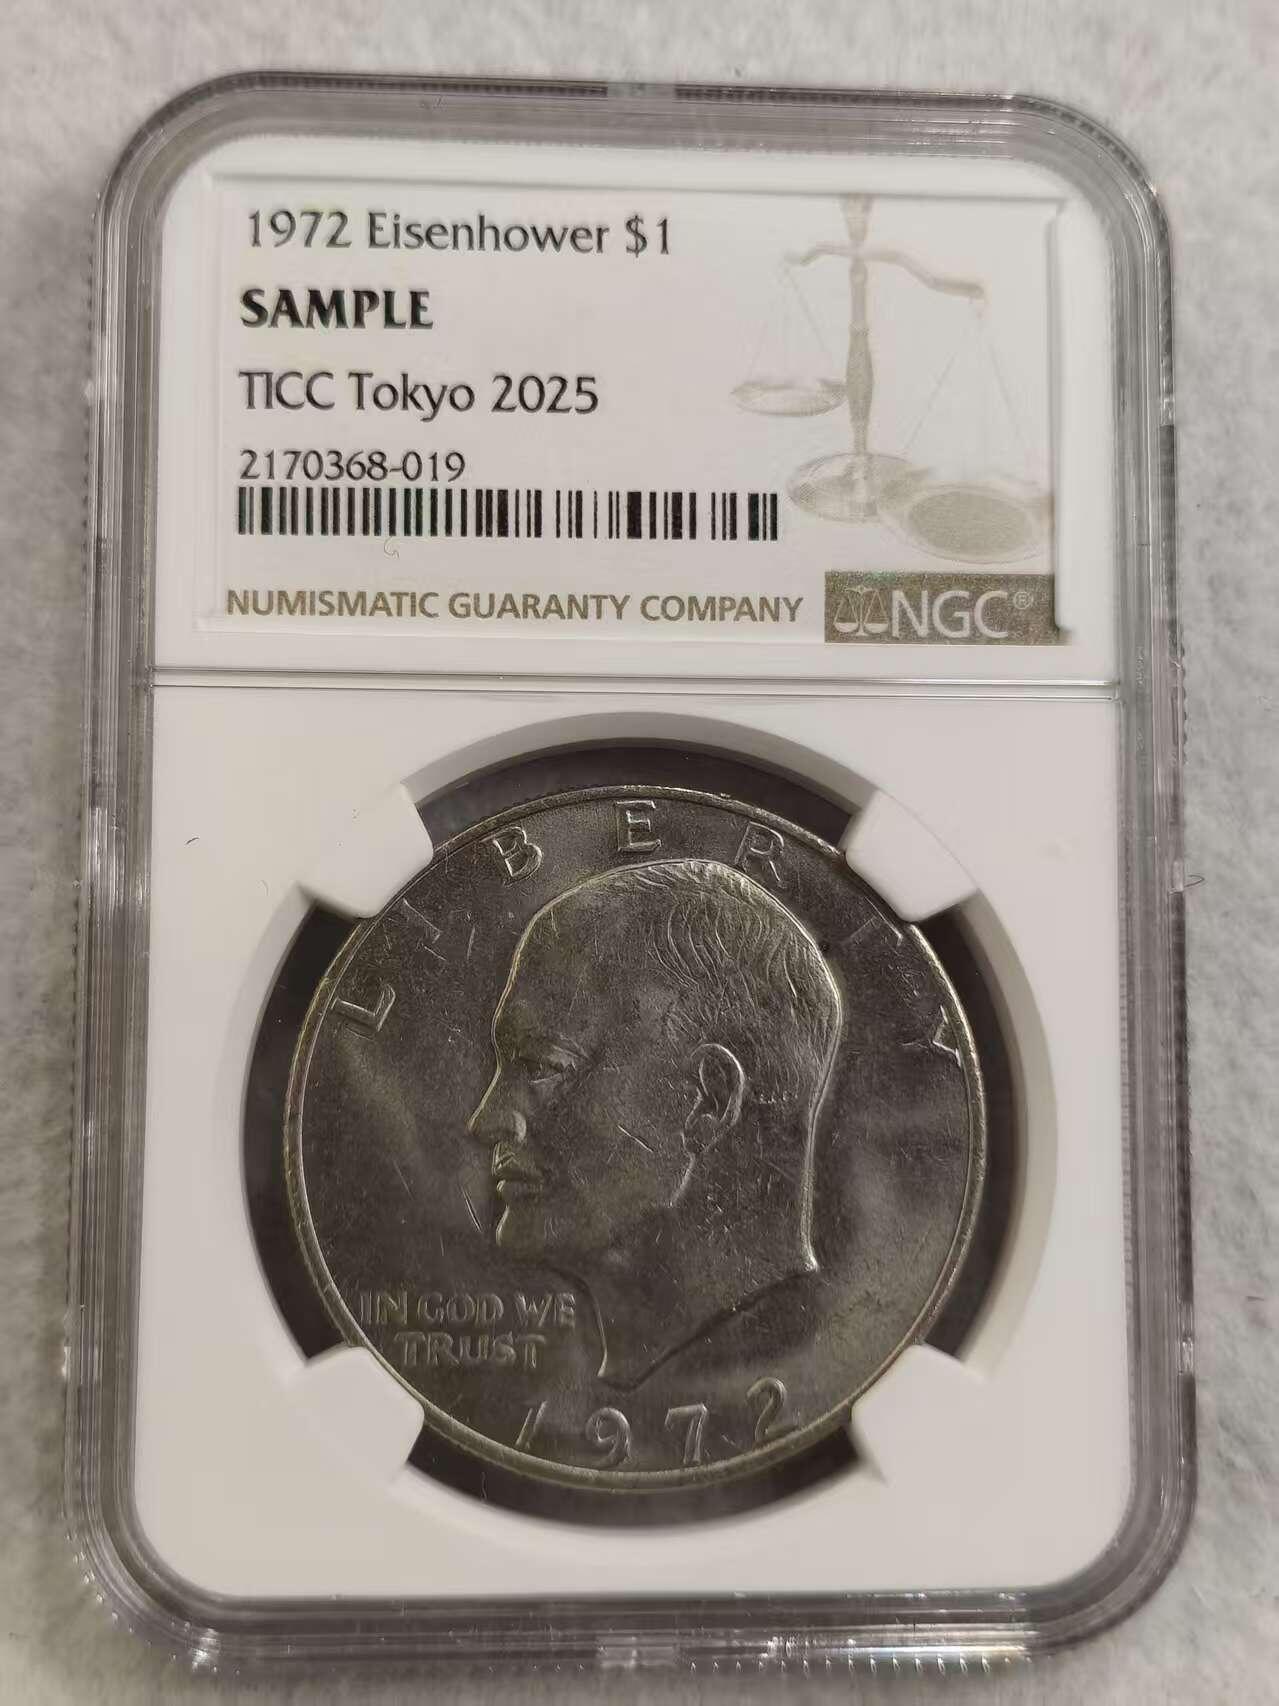 1972 Eisenhower $1
SAMPLE
TICC Tokyo 2025
2170368-019
NUMISMATIC GUARANTY COMPANY
NGC®
LIBERTY
IN GOD WE
TRUST
1972